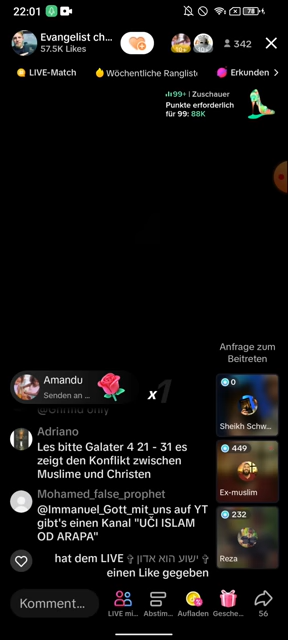 22:01
78
Evangelist ch...
57.5K Likes
10+
10+
342
LIVE-Match
Wöchentliche Rangliste
Erkunden
99+ | Zuschauer
Punkte erforderlich
für 99: 88K
Anfrage zum
Beitreten
Amandu
Senden an ...
x1
only
0
Sheikh Schw...
Adriano
Les bitte Galater 4 21 - 31 es
zeigt den Konflikt zwischen
Muslime und Christen
449
Ex-muslim
Mohamed_false_prophet
@Immanuel_Gott_mit_uns auf YT
gibt's einen Kanal "UČI ISLAM
OD ARAPA"
232
Reza
hat dem LIVE ✞ ישוע הוא אדון ✞
einen Like gegeben
Komment...
LIVE mi...
Abstim...
Aufladen
Gesche...
56